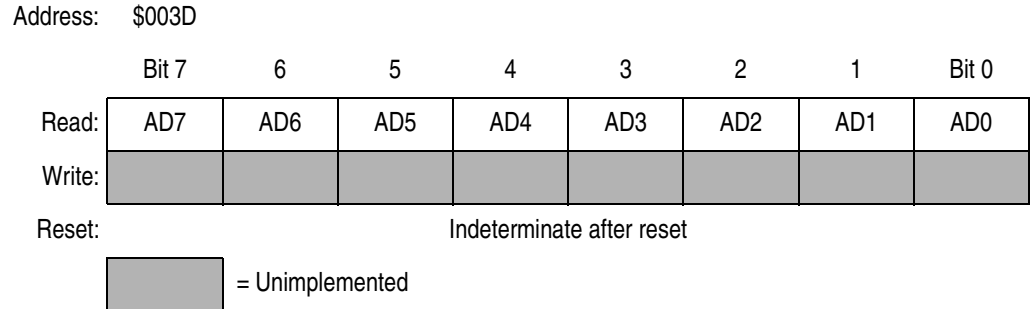 Address: $003D
Bit 7 6 5 4 3 2 1 Bit 0
Read: AD7 AD6 AD5 AD4 AD3 AD2 AD1 AD0
Write:
Reset: Indeterminate after reset
= Unimplemented